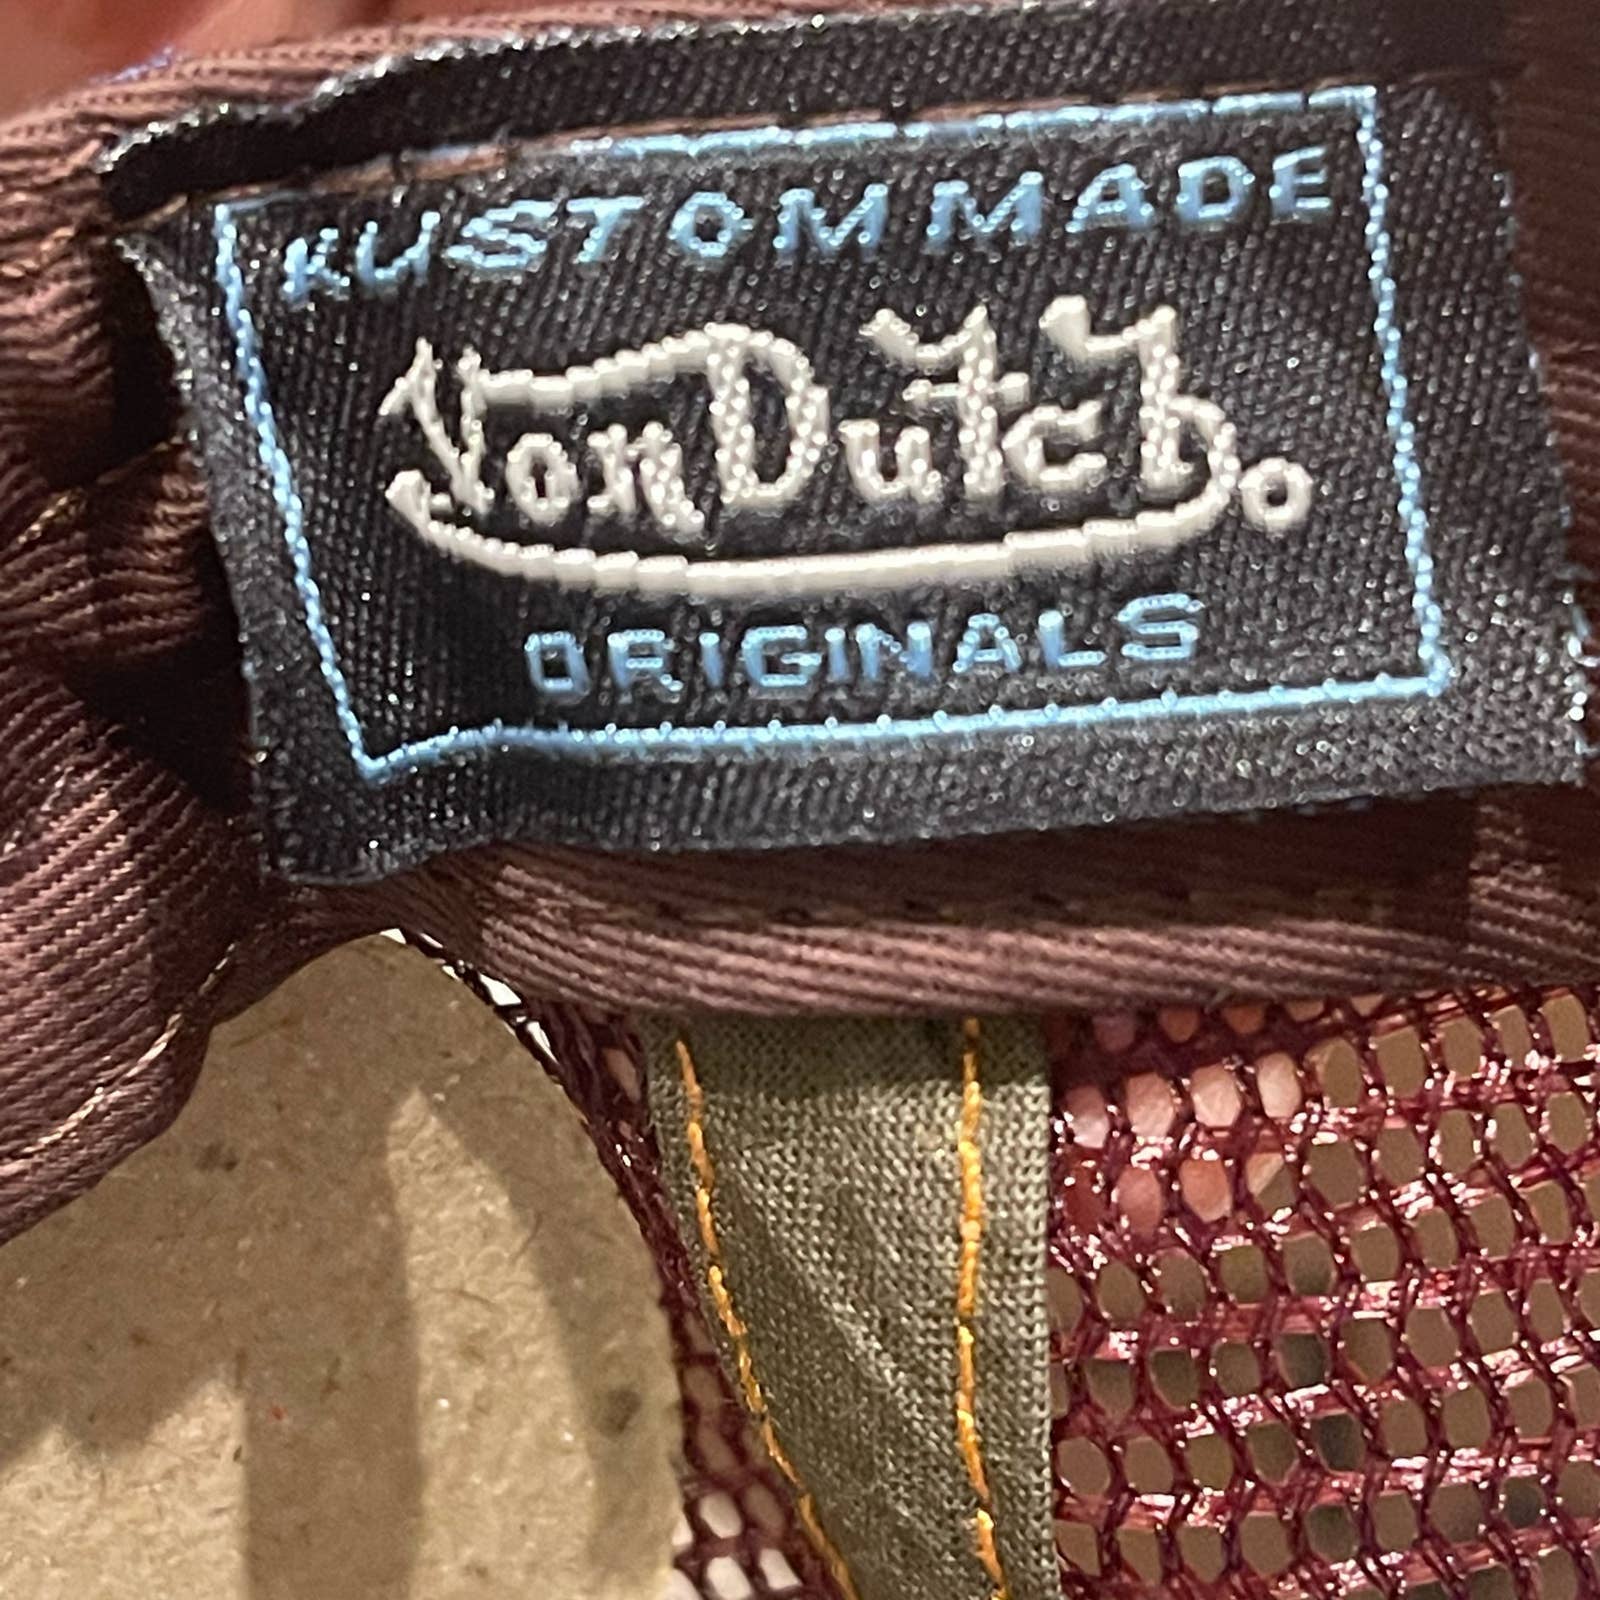 KUSTOM MADE
Von Dutch.
ORIGINALS